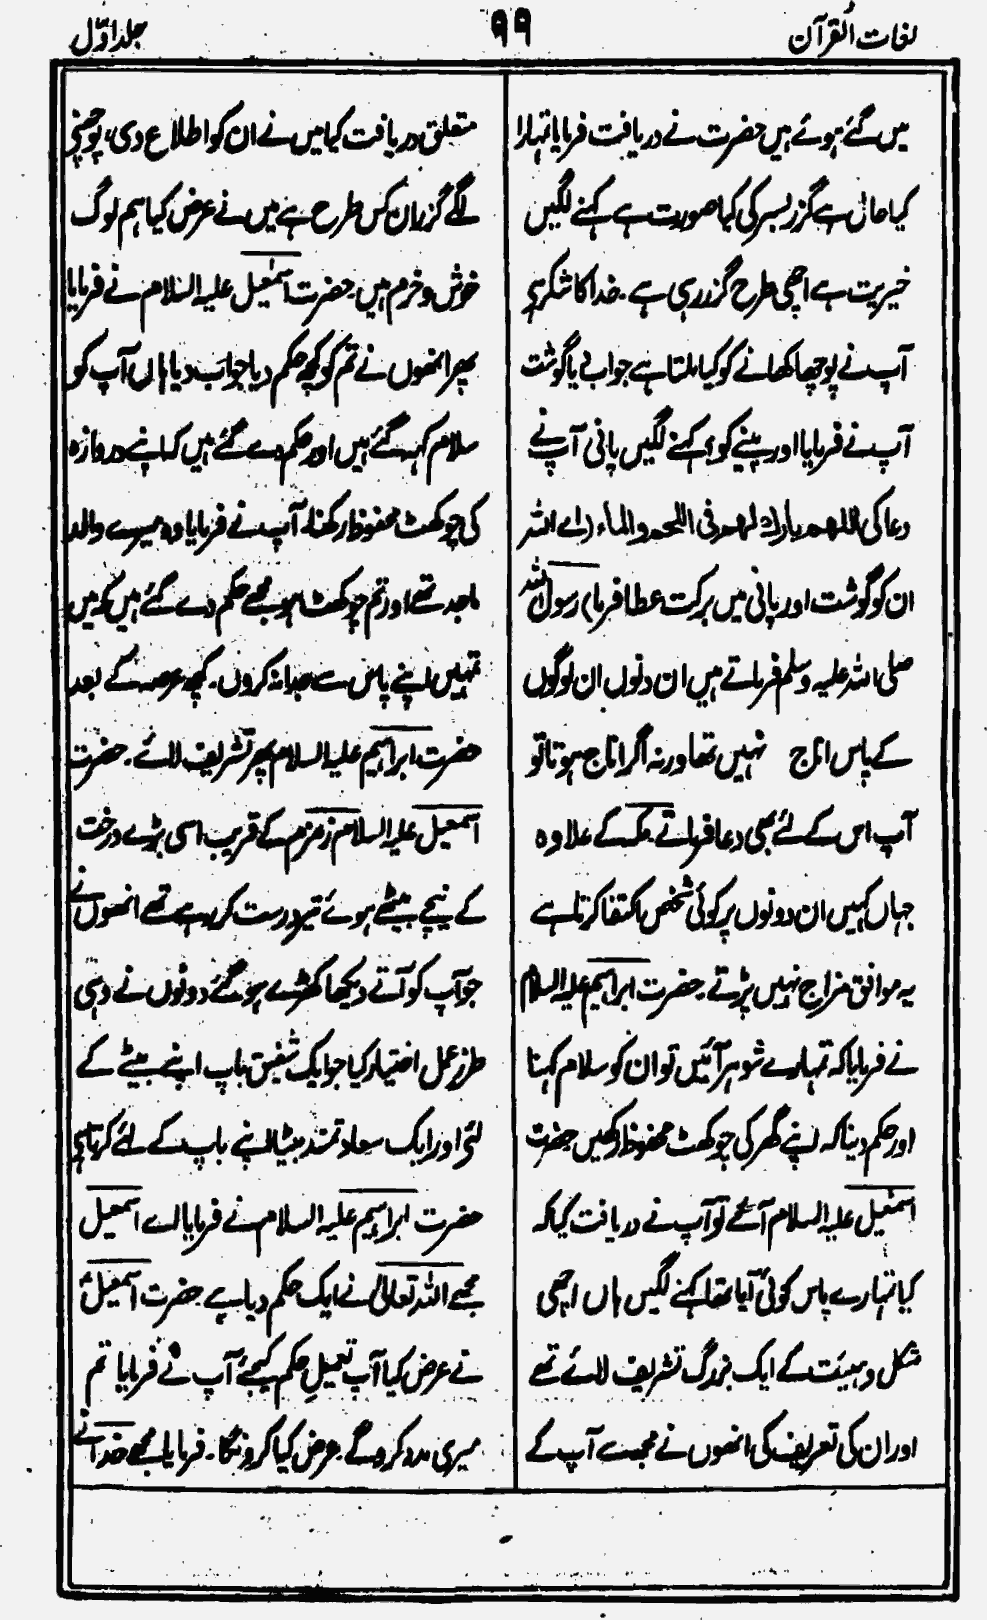 لغات القرآن
۹۹
جلد اوّل
میں گئے ہوئے ہیں حضرت نے دریافت فرمایا تمہارا
کیا حال ہے گزر بسر کی کیا صورت ہے کہنے لگیں
خیریت ہے اچھی طرح گزر رہی ہے۔ خدا کا شکر ہی
آپ نے پوچھا کھانے کو کیا ملتا ہے جواب یا گوشت
آپ نے فرمایا اور پینے کو؟ کہنے لگیں پانی آپ نے
دعا کی اللھم بارك لھم فی اللحم والماء (اے اللہ
ان کو گوشت اور پانی میں برکت عطا فرما) رسول اللہ
صلی اللہ علیہ وسلم فرماتے ہیں ان دنوں ان لوگوں
کے پاس اناج نہیں تھا ورنہ اگر اناج ہوتا تو
آپ اس کے لئے بھی دعا فرماتے۔ مکہ کے علاوہ
جہاں کہیں ان دونوں پر کوئی شخص اکتفا کرتا ہے
یہ موافق مزاج نہیں پڑتے۔ حضرت ابراہیم علیہ السلام
نے فرمایا کہ تمہارے شوہر آئیں تو ان کو سلام کہنا
اور حکم دینا کہ اپنے گھر کی چوکھٹ محفوظ رکھیں حضرت
اسمٰعیل علیہ السلام آئے تو آپ نے دریافت کیا کہ
کیا تمہارے پاس کوئی آیا تھا کہنے لگیں ہاں اچھی
شکل و ہیئت کے ایک بزرگ تشریف لائے تھے
اور ان کی تعریف کی انھوں نے مجھ سے آپ کے
متعلق دریافت کیا میں نے ان کو اطلاع دی، پوچھنے
لگے گزران کس طرح ہے میں نے عرض کیا ہم لوگ
خوش و خرم ہیں۔ حضرت اسمٰعیل علیہ السلام نے فرمایا
پھر انھوں نے تم کو کچھ حکم دیا جواب دیا ہاں آپ کو
سلام کہہ گئے ہیں اور حکم دے گئے ہیں کہ اپنے دروازہ
کی چوکھٹ محفوظ رکھنا۔ آپ نے فرمایا وہ میرے والد
ماجد تھے اور تم چوکھٹ ہو مجھے حکم دے گئے ہیں کہ میں
تمہیں اپنے پاس سے جدا نہ کروں۔ کچھ عرصہ کے بعد
حضرت ابراہیم علیہ السلام پھر تشریف لائے۔ حضرت
اسمعیل علیہ السلام زمزم کے قریب اسی بڑے درخت
کے نیچے بیٹھے ہوئے تیر درست کر رہے تھے انھوں نے
جو آپ کو آتے دیکھا کھڑے ہو گئے دونوں نے وہی
طرز عمل اختیار کیا جو ایک شفیق باپ اپنے بیٹے کے
لئی اور ایک سعادتمند بیٹا اپنے باپ کے لئے کرتا ہی
حضرت ابراہیم علیہ السلام نے فرمایا اے اسمعیل
مجھے اللہ تعالیٰ نے ایک حکم دیا ہے۔ حضرت اسمعیلؑ
نے عرض کیا آپ تعمیل حکم کیجئے آپ نے فرمایا تم
میری مدد کروگے۔ عرض کیا کرونگا۔ فرمایا مجھے خدا نے